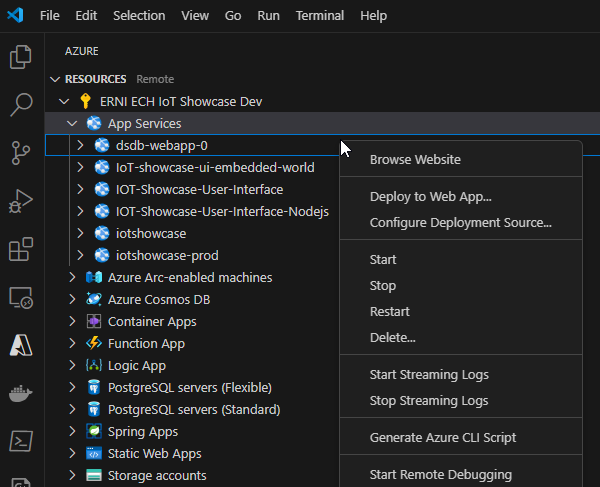 File Edit View Go Run Terminal Help
AZURE
RESOURCES Remote
ERNI ECH IoT Showcase Dev
App Services
dsdb-webapp-0
IoT-showcase-ui-embedded-world
IOT-Showcase-User-Interface
IOT-Showcase-User-Interface-Nodejs
iotshowcase
iotshowcase-prod
Azure Arc-enabled machines
Azure Cosmos DB
Container Apps
Function App
Logic App
PostgreSQL servers (Flexible)
PostgreSQL servers (Standard)
Spring Apps
Static Web Apps
Storage accounts
Browse Website
Deploy to Web App...
Configure Deployment Source...
Start
Stop
Restart
Delete...
Start Streaming Logs
Stop Streaming Logs
Generate Azure CLI Script
Start Remote Debugging